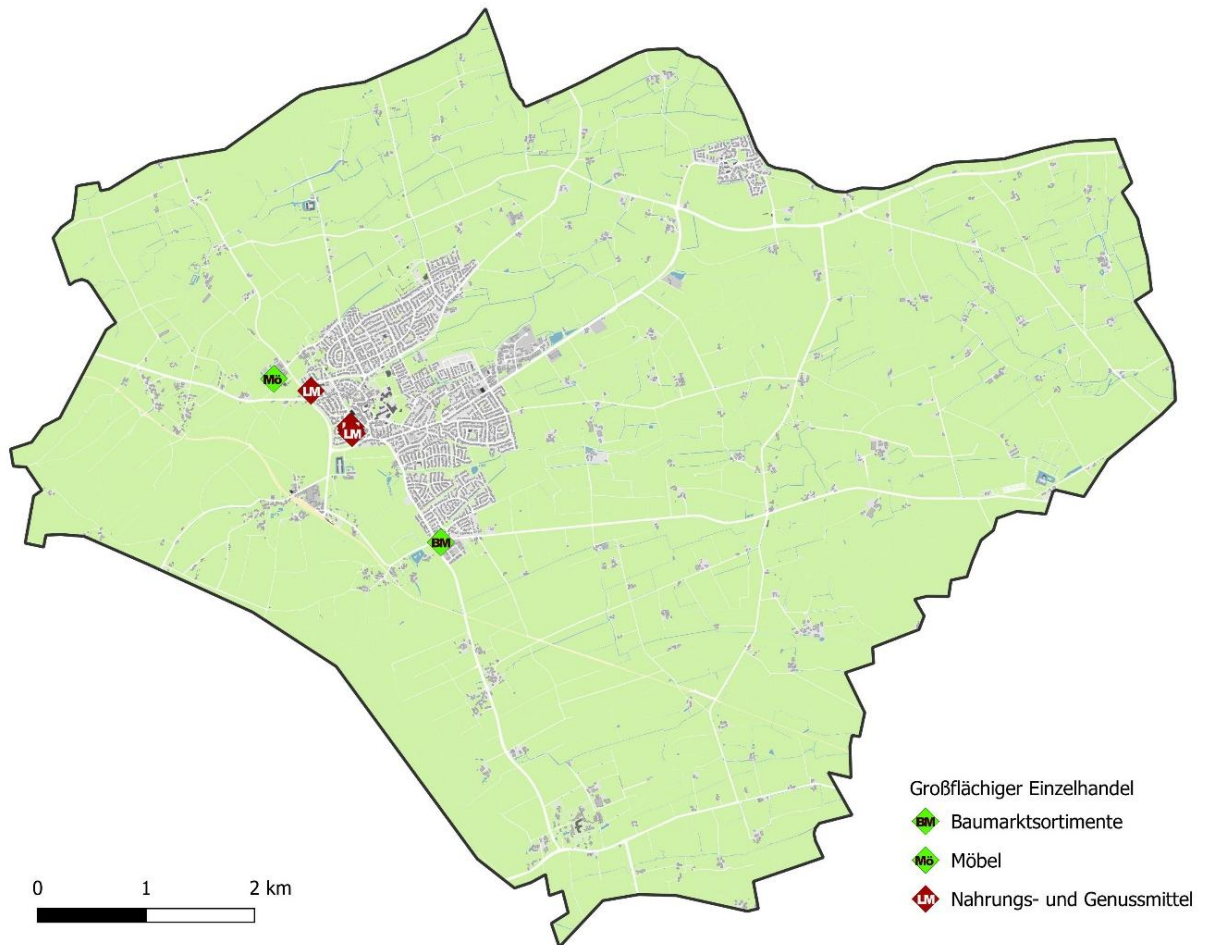 Mö
LM
LM
BM
Großflächiger Einzelhandel
BM Baumarktsortimente
Mö Möbel
LM Nahrungs- und Genussmittel
0 1 2 km